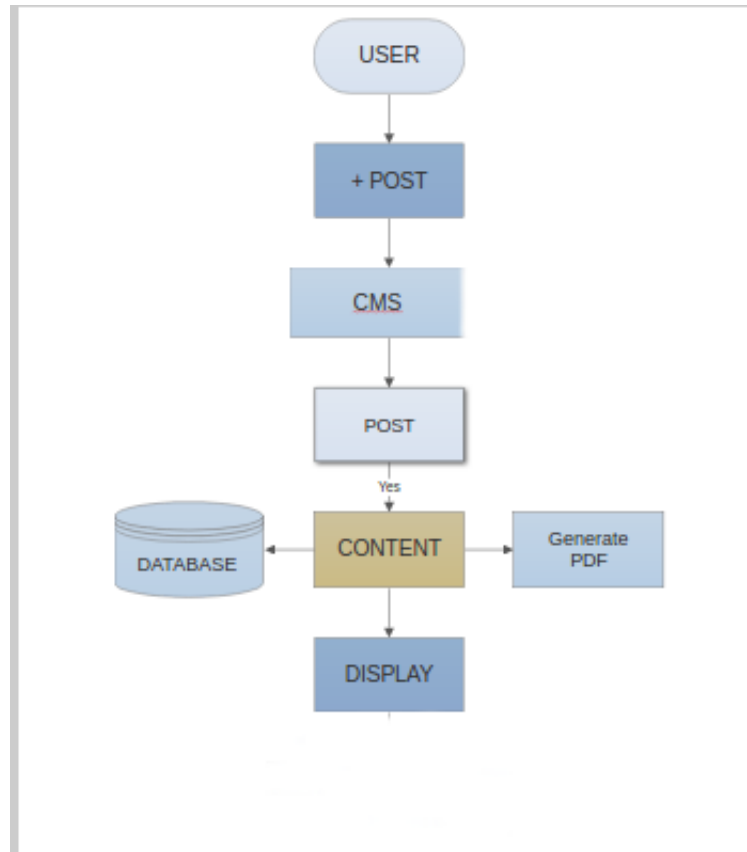 USER
+ POST
CMS
POST
Yes
DATABASE
CONTENT
Generate
PDF
DISPLAY